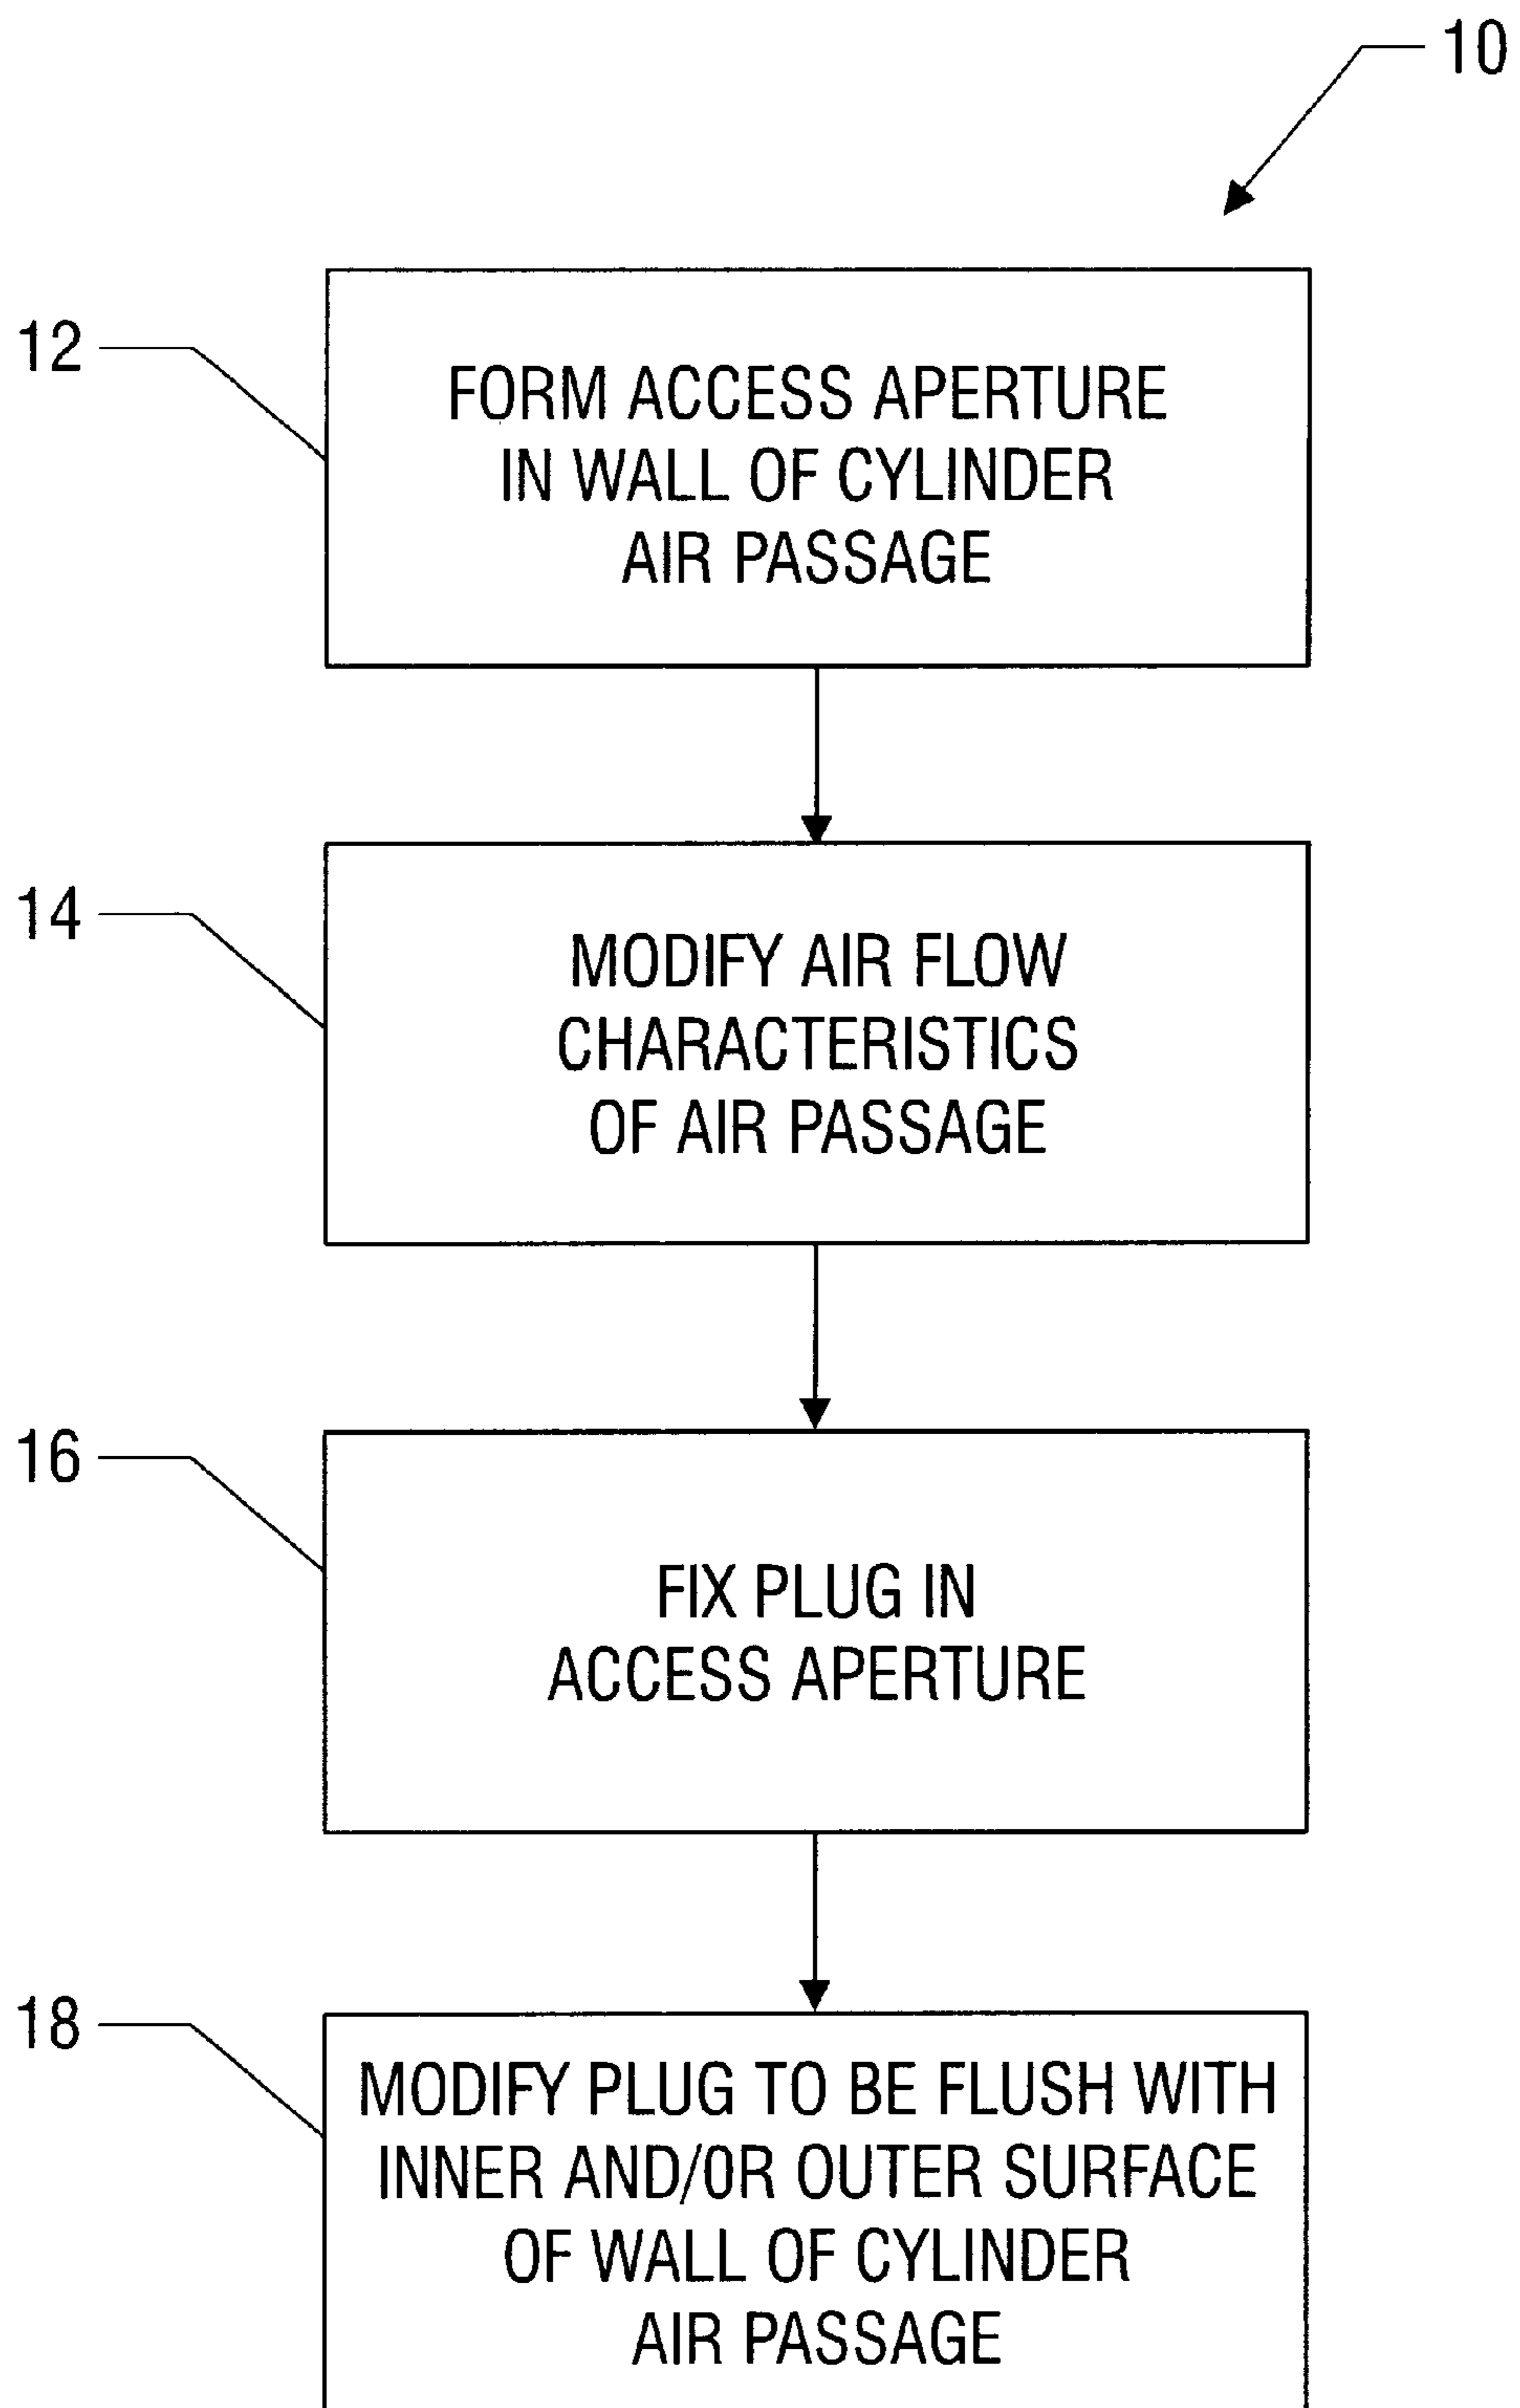 10
12
FORM ACCESS APERTURE
IN WALL OF CYLINDER
AIR PASSAGE
14
MODIFY AIR FLOW
CHARACTERISTICS
OF AIR PASSAGE
16
FIX PLUG IN
ACCESS APERTURE
18
MODIFY PLUG TO BE FLUSH WITH
INNER AND/OR OUTER SURFACE
OF WALL OF CYLINDER
AIR PASSAGE